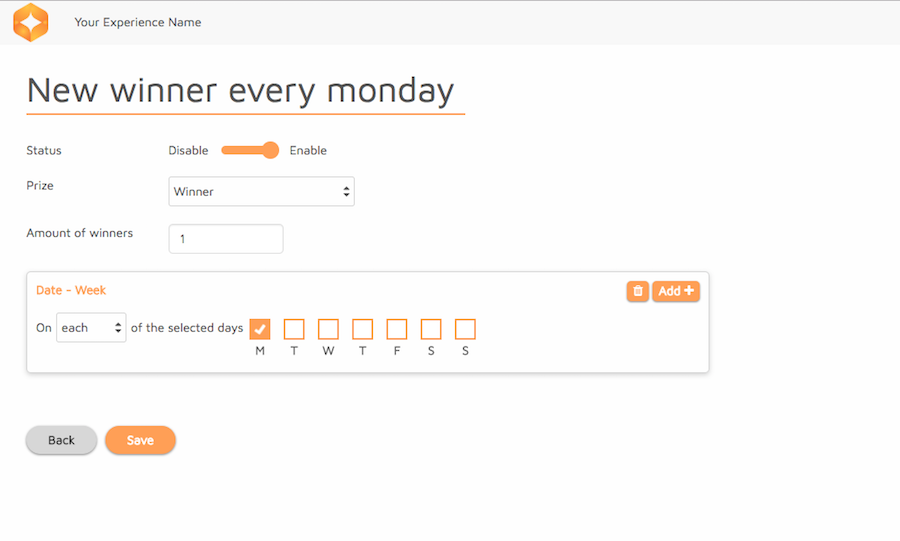 Your Experience Name
New winner every monday
Status Disable Enable
Prize Winner
Amount of winners 1
Date - Week Add +
On each of the selected days
M T W T F S S
Back Save